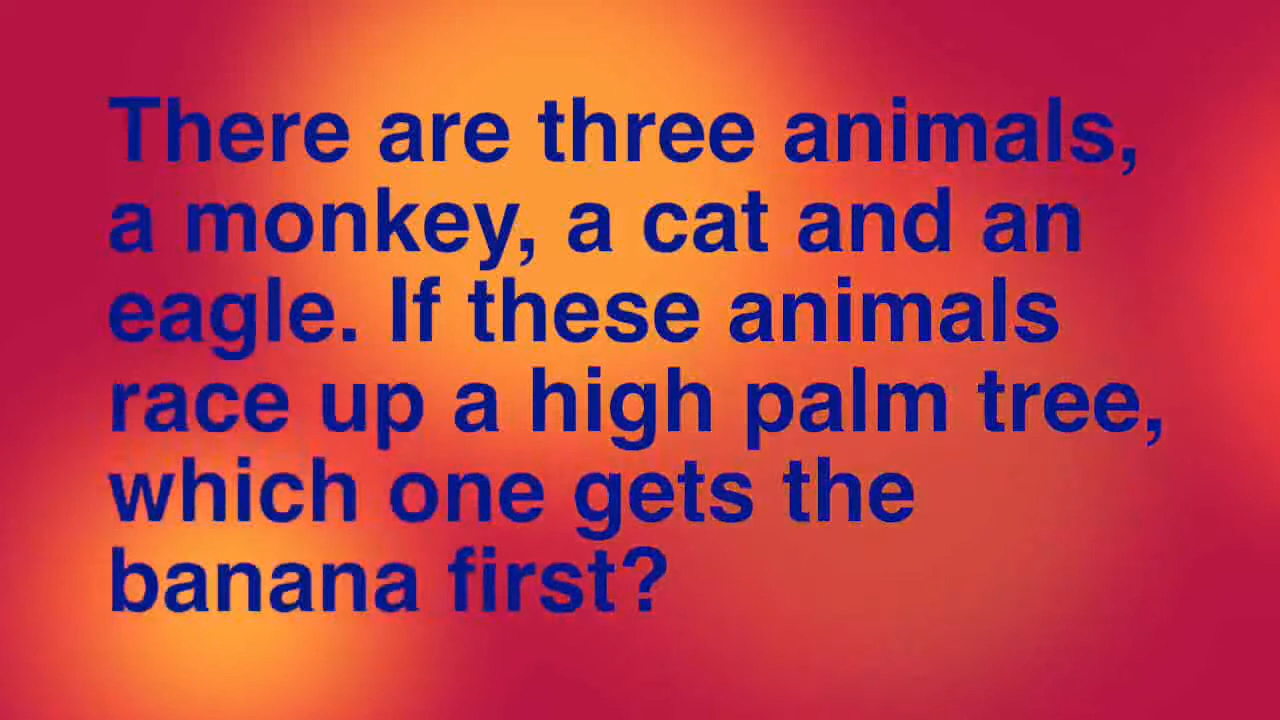 There are three animals,
a monkey, a cat and an
eagle. If these animals
race up a high palm tree,
which one gets the
banana first?